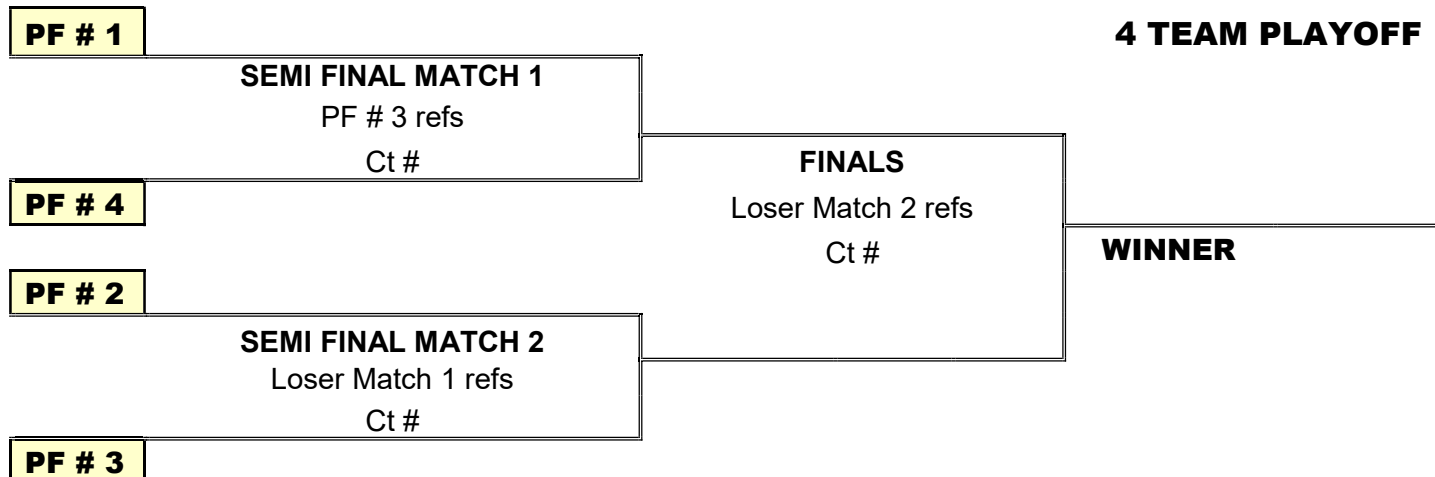 PF # 1
4 TEAM PLAYOFF
SEMI FINAL MATCH 1
PF # 3 refs
Ct #
PF # 4
FINALS
Loser Match 2 refs
Ct #
WINNER
PF # 2
SEMI FINAL MATCH 2
Loser Match 1 refs
Ct #
PF # 3